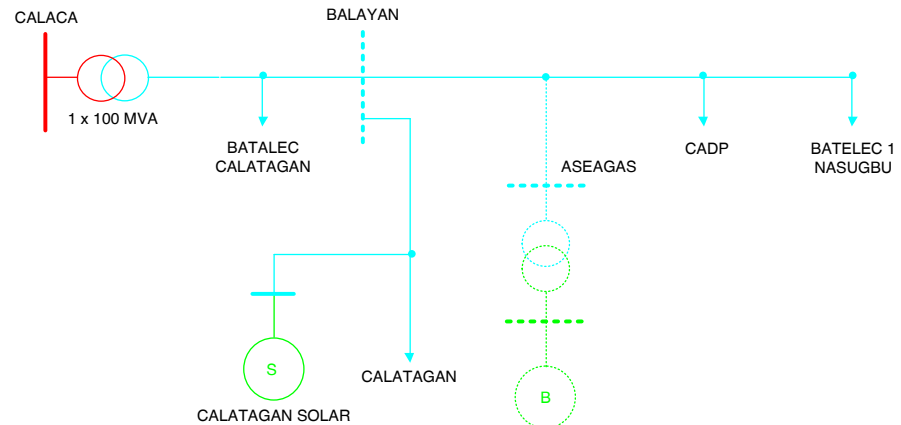 CALACA
BALAYAN
1 x 100 MVA
BATALEC
CALATAGAN
ASEAGAS
CADP
BATELEC 1
NASUGBU
S
CALATAGAN
B
CALATAGAN SOLAR